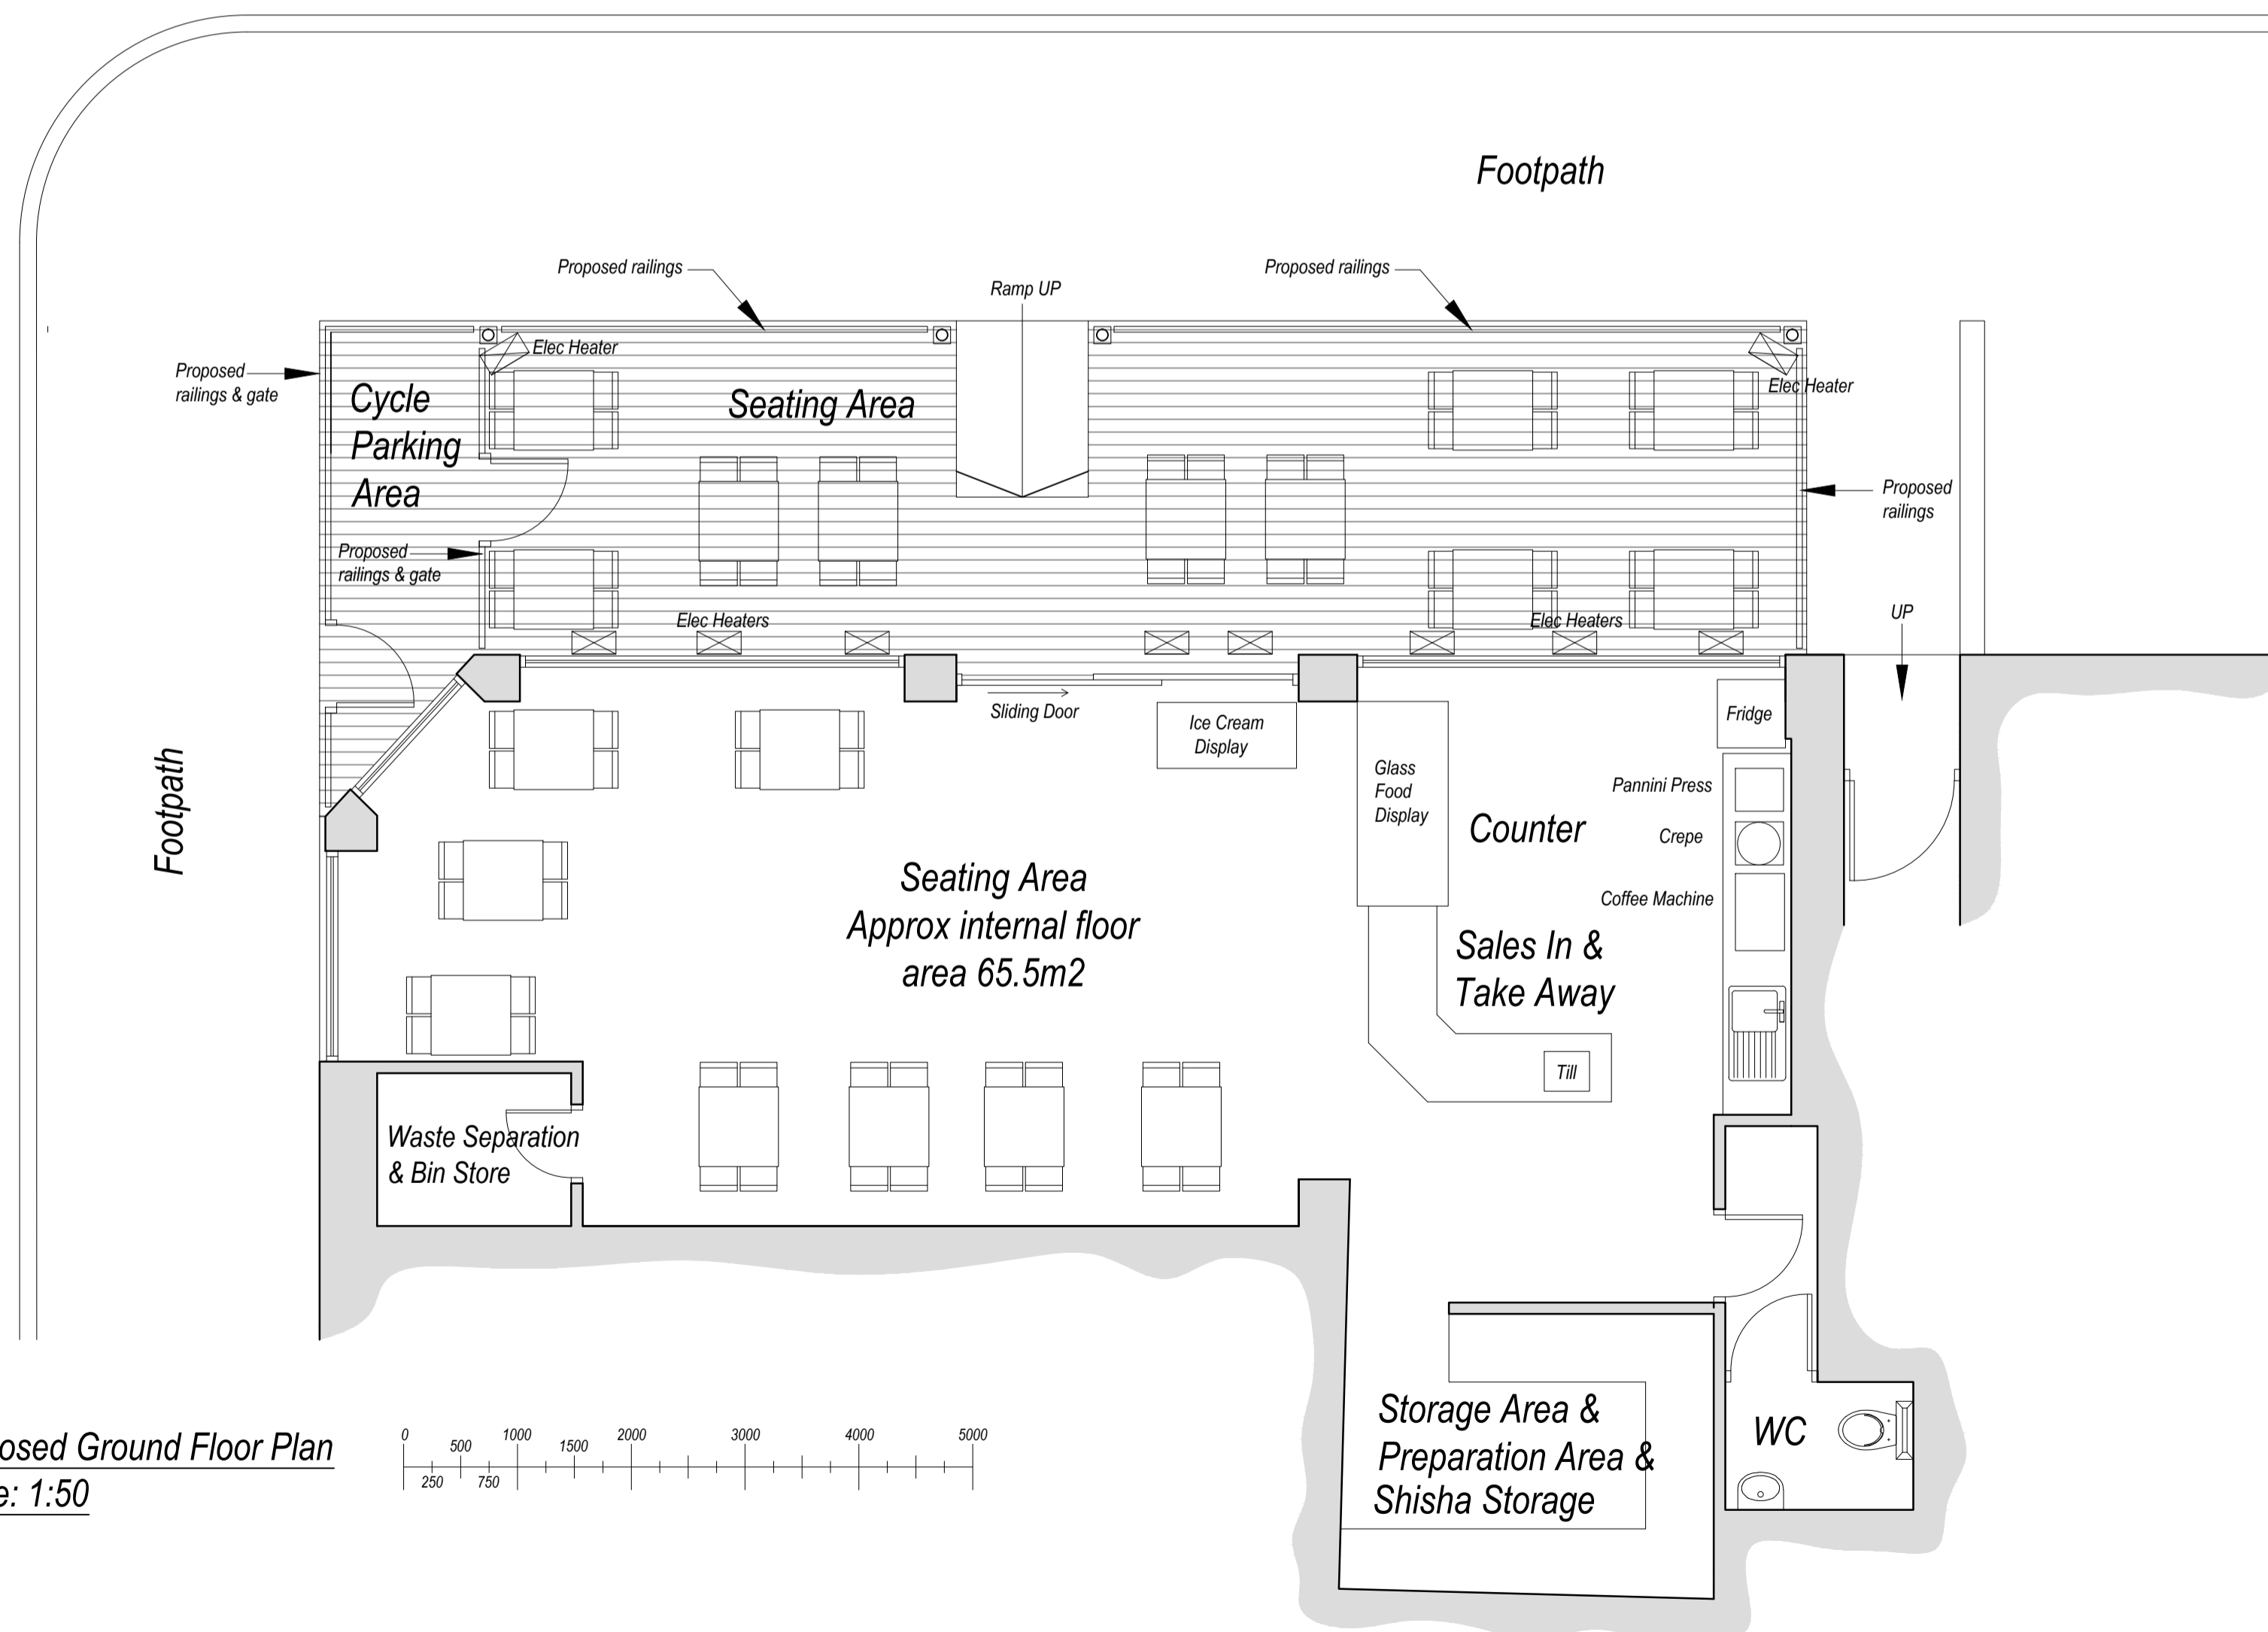 Footpath
Proposed railings
Proposed railings
Ramp UP
Elec Heater
Proposed
railings & gate
Cycle
Parking
Area
Seating Area
Elec Heater
Proposed
railings
Proposed
railings & gate
Elec Heaters
Elec Heaters
UP
Sliding Door
Ice Cream
Display
Fridge
Footpath
Glass
Food
Display
Pannini Press
Counter
Crepe
Coffee Machine
Seating Area
Approx internal floor
area 65.5m2
Sales In &
Take Away
Till
Waste Separation
& Bin Store
Storage Area &
Preparation Area &
Shisha Storage
WC
osed Ground Floor Plan
e: 1:50
0
500
1000
1500
2000
3000
4000
5000
250
750